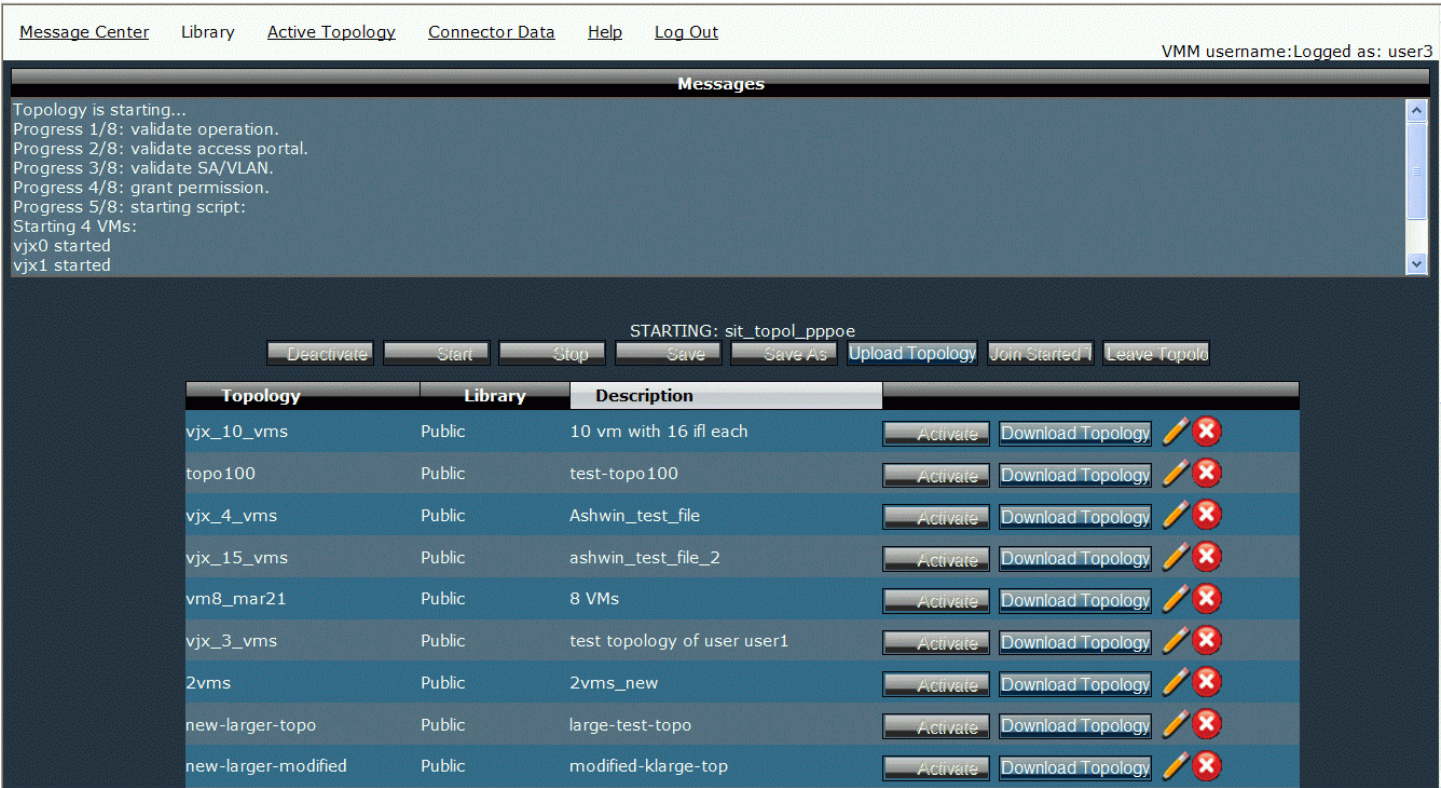 Message Center Library Active Topology Connector Data Help Log Out
VMM username:Logged as: user3
Messages
Topology is starting...
Progress 1/8: validate operation.
Progress 2/8: validate access portal.
Progress 3/8: validate SA/VLAN.
Progress 4/8: grant permission.
Progress 5/8: starting script:
Starting 4 VMs:
vjx0 started
vjx1 started
STARTING: sit_topol_pppoe
Deactivate Start Stop Save Save As Upload Topology Join Started T Leave Topolo
Topology Library Description
vjx_10_vms Public 10 vm with 16 ifl each Activate Download Topology
topo100 Public test-topo100 Activate Download Topology
vjx_4_vms Public Ashwin_test_file Activate Download Topology
vjx_15_vms Public ashwin_test_file_2 Activate Download Topology
vm8_mar21 Public 8 VMs Activate Download Topology
vjx_3_vms Public test topology of user user1 Activate Download Topology
2vms Public 2vms_new Activate Download Topology
new-larger-topo Public large-test-topo Activate Download Topology
new-larger-modified Public modified-klarge-top Activate Download Topology